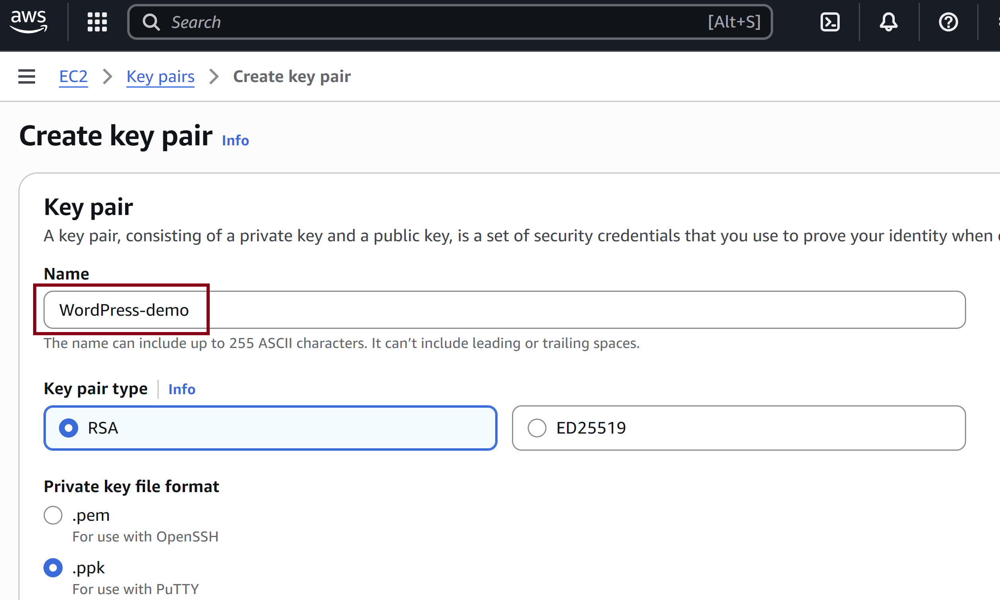 aws Search [Alt+S]
EC2 Key pairs Create key pair
Create key pair Info
Key pair
A key pair, consisting of a private key and a public key, is a set of security credentials that you use to prove your identity when
Name
WordPress-demo
The name can include up to 255 ASCII characters. It can't include leading or trailing spaces.
Key pair type Info
RSA ED25519
Private key file format
.pem
For use with OpenSSH
.ppk
For use with PuTTY